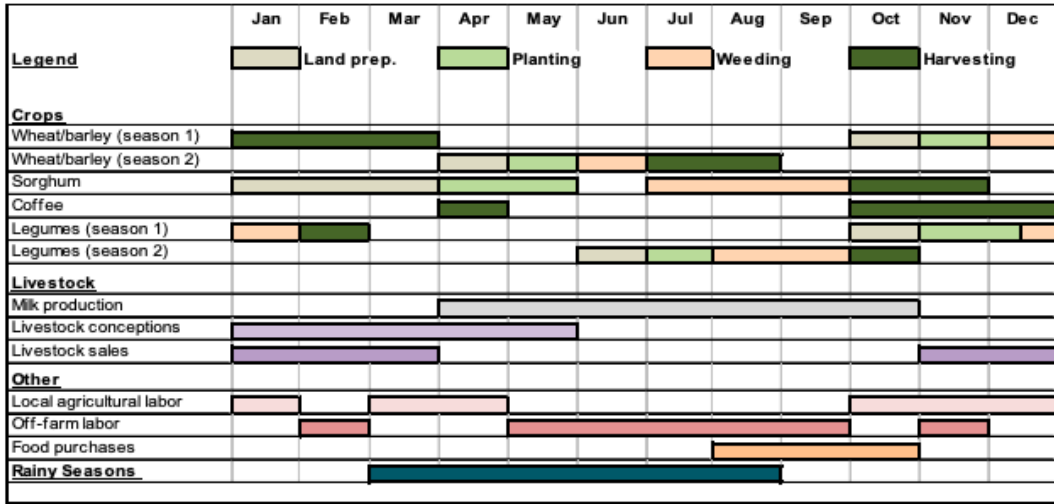 Jan Feb Mar Apr May Jun Jul Aug Sep Oct Nov Dec
Legend Land prep. Planting Weeding Harvesting
Crops
Wheat/barley (season 1)
Wheat/barley (season 2)
Sorghum
Coffee
Legumes (season 1)
Legumes (season 2)
Livestock
Milk production
Livestock conceptions
Livestock sales
Other
Local agricultural labor
Off-farm labor
Food purchases
Rainy Seasons